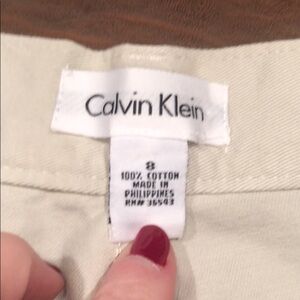 Calvin Klein
8
100% COTTON
MADE IN
PHILIPPINES
RN# 36543